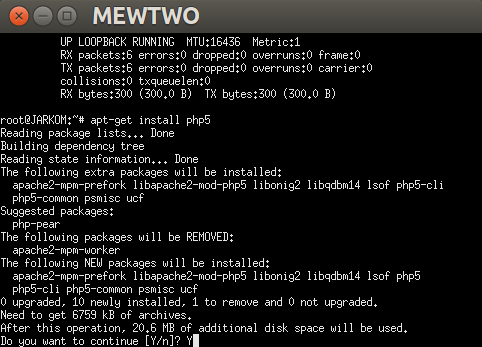 MEWTWO
UP LOOPBACK RUNNING MTU:16436 Metric:1
RX packets:6 errors:0 dropped:0 overruns:0 frame:0
TX packets:6 errors:0 dropped:0 overruns:0 carrier:0
collisions:0 txqueuelen:0
RX bytes:300 (300.0 B) TX bytes:300 (300.0 B)
root@JARKOM:~# apt-get install php5
Reading package lists... Done
Building dependency tree
Reading state information... Done
The following extra packages will be installed:
apache2-mpm-prefork libapache2-mod-php5 libonig2 libqdbm14 lsof php5-cli
php5-common psmisc ucf
Suggested packages:
php-pear
The following packages will be REMOVED:
apache2-mpm-worker
The following NEW packages will be installed:
apache2-mpm-prefork libapache2-mod-php5 libonig2 libqdbm14 lsof php5
php5-cli php5-common psmisc ucf
0 upgraded, 10 newly installed, 1 to remove and 0 not upgraded.
Need to get 6759 kB of archives.
After this operation, 20.6 MB of additional disk space will be used.
Do you want to continue [Y/n]? Y